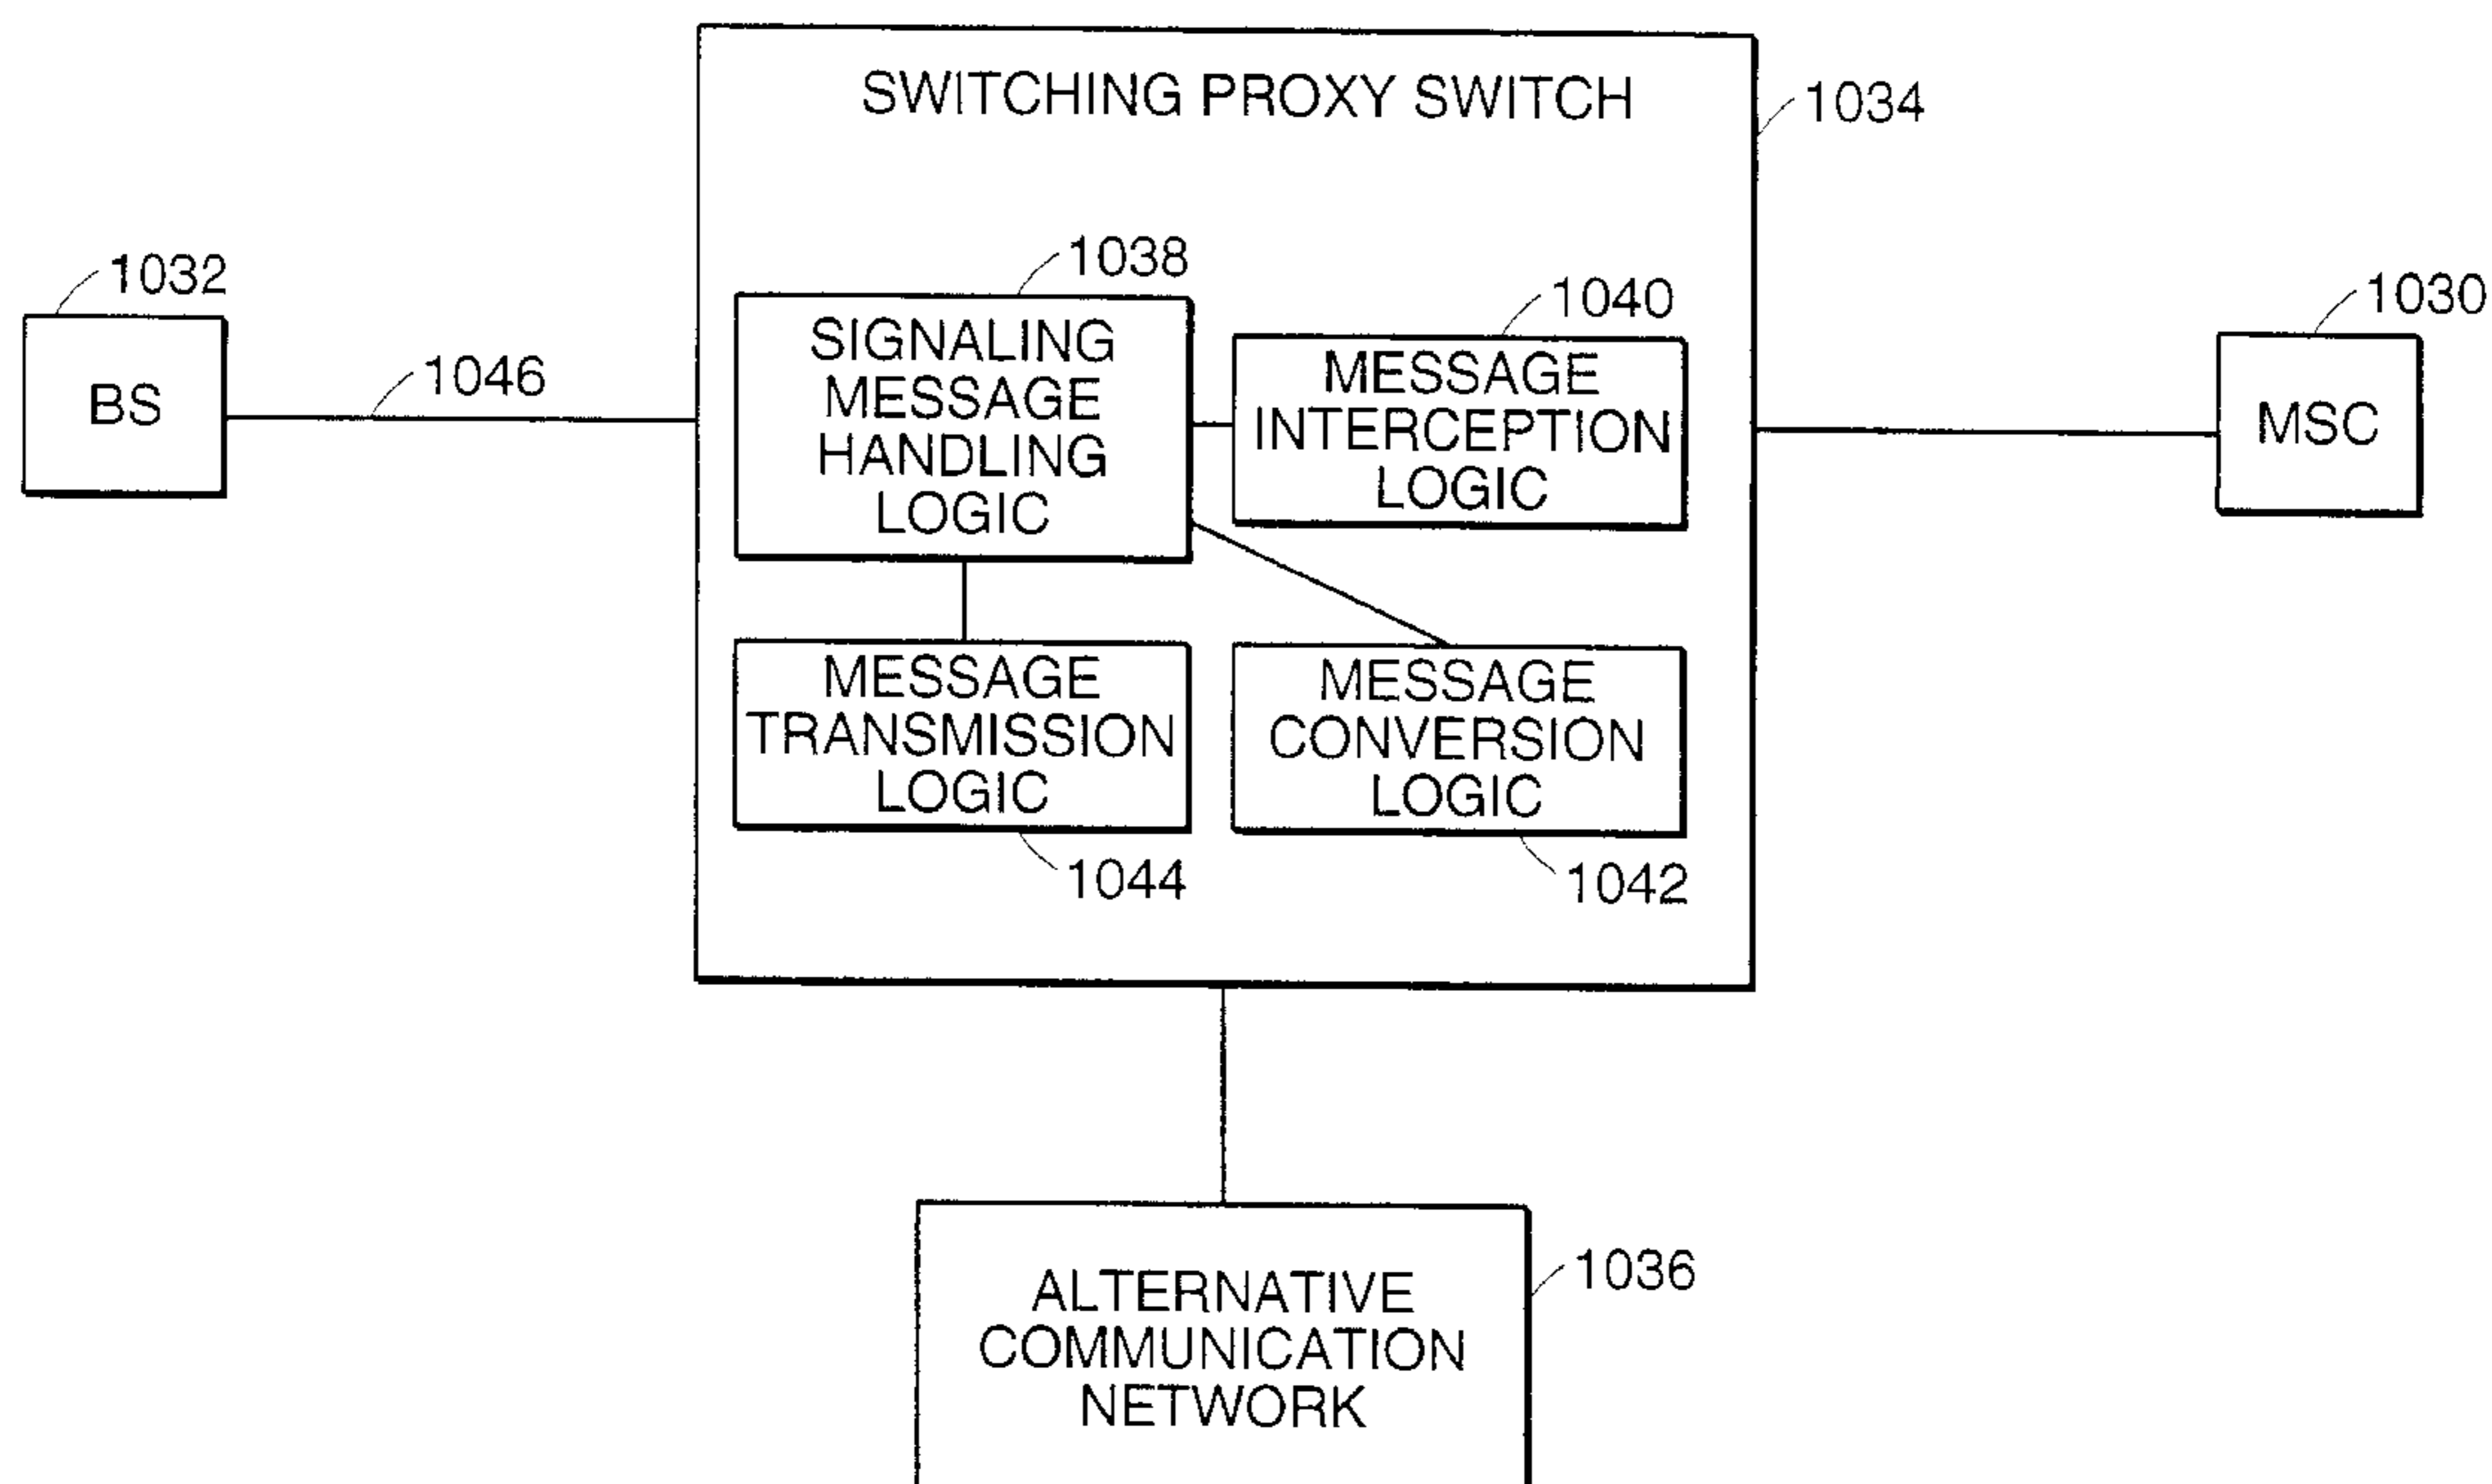 SWITCHING PROXY SWITCH
1034
1032
BS
1046
1038
SIGNALING
MESSAGE
HANDLING
LOGIC
1040
MESSAGE
INTERCEPTION
LOGIC
1030
MSC
MESSAGE
TRANSMISSION
LOGIC
1044
MESSAGE
CONVERSION
LOGIC
1042
ALTERNATIVE
COMMUNICATION
NETWORK
1036